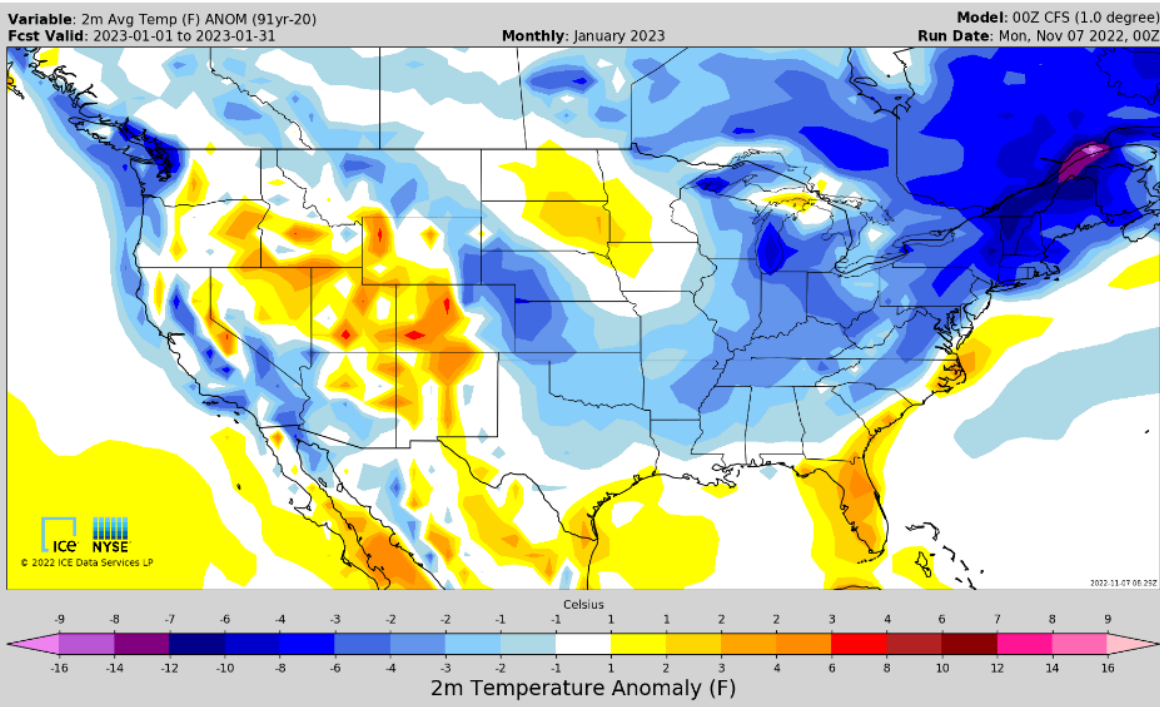 Variable: 2m Avg Temp (F) ANOM (91yr-20)
Model: 00Z CFS (1.0 degree)
Fcst Valid: 2023-01-01 to 2023-01-31
Monthly: January 2023
Run Date: Mon, Nov 07 2022, 00Z
ice NYSE
© 2022 ICE Data Services LP
2022-11-07 08:29Z
Celsius
-9 -8 -7 -6 -4 -3 -2 -2 -1 -1 1 1 2 2 3 4 6 7 8 9
-16 -14 -12 -10 -8 -6 -4 -3 -2 -1 1 2 3 4 6 8 10 12 14 16
2m Temperature Anomaly (F)